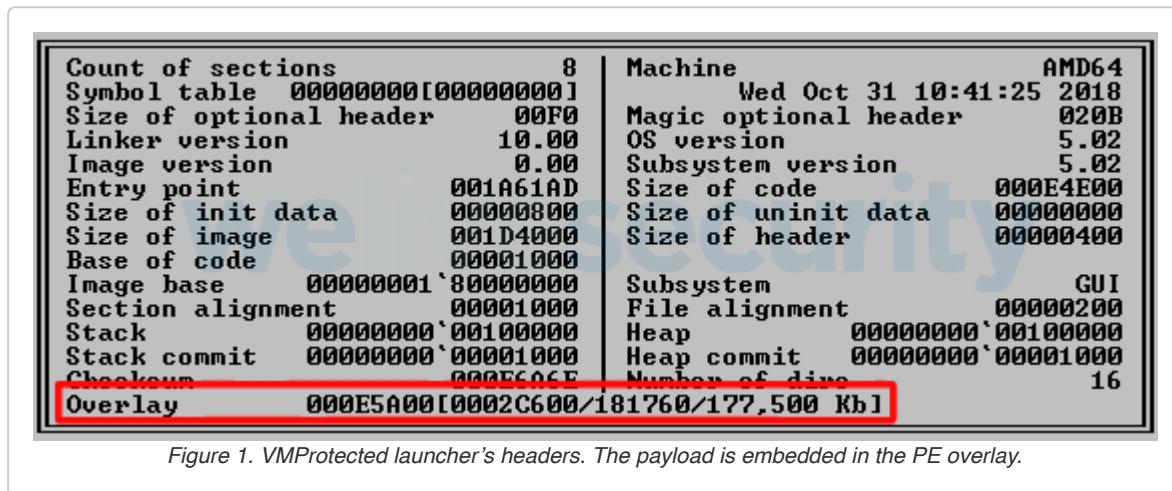 Count of sections 8 Machine AMD64
Symbol table 00000000[00000000] Wed Oct 31 10:41:25 2018
Size of optional header 00F0 Magic optional header 020B
Linker version 10.00 OS version 5.02
Image version 0.00 Subsystem version 5.02
Entry point 001A61AD Size of code 000E4E00
Size of init data 00000800 Size of uninit data 00000000
Size of image 001D4000 Size of header 00000400
Base of code 00001000
Image base 00000001`80000000 Subsystem GUI
Section alignment 00001000 File alignment 00000200
Stack 00000000`00100000 Heap 00000000`00100000
Stack commit 00000000`00001000 Heap commit 00000000`00001000
Checksum 000E6A6E Number of dirs 16
Overlay 000E5A00[0002C600/181760/177,500 Kb]
welivesecurity
Figure 1. VMProtected launcher’s headers. The payload is embedded in the PE overlay.